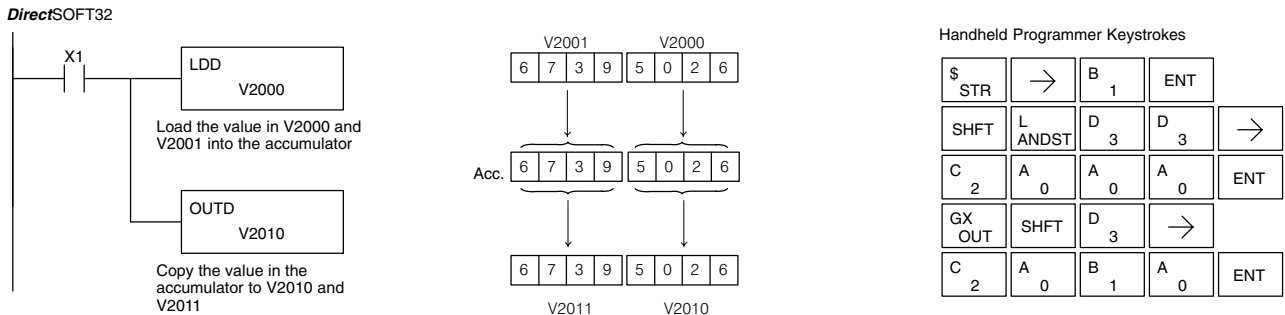 DirectSOFT32
X1
LDD
V2000
Load the value in V2000 and
V2001 into the accumulator
OUTD
V2010
Copy the value in the
accumulator to V2010 and
V2011
V2001 V2000
6 7 3 9 5 0 2 6
Acc. 6 7 3 9 5 0 2 6
6 7 3 9 5 0 2 6
V2011 V2010
Handheld Programmer Keystrokes
$ STR → B 1 ENT
SHFT L ANDST D 3 D 3 →
C 2 A 0 A 0 A 0 ENT
GX OUT SHFT D 3 →
C 2 A 0 B 1 A 0 ENT